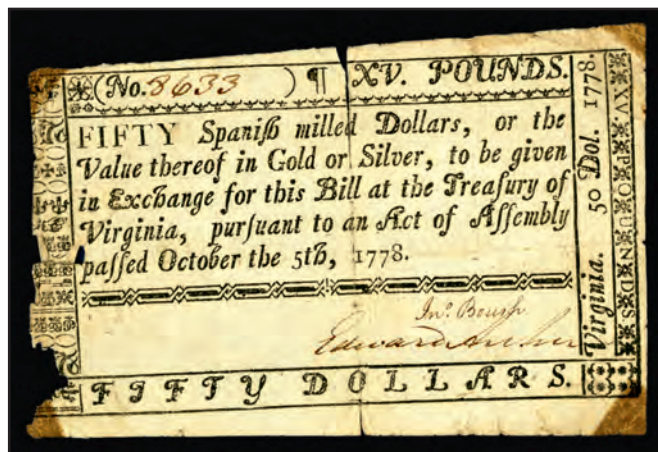 (No. 8633 ) ¶ XV. POUNDS.
FIFTY Spaniſh milled Dollars, or the
Value thereof in Gold or Silver, to be given
in Exchange for this Bill at the Treaſury of
Virginia, purſuant to an Act of Aſſembly
paſſed October the 5th, 1778.
Jnᵒ. Boush
Edward Archer
FIFTY DOLLARS.
Virginia. 50 Dol. 1778.
XV. POUNDS.